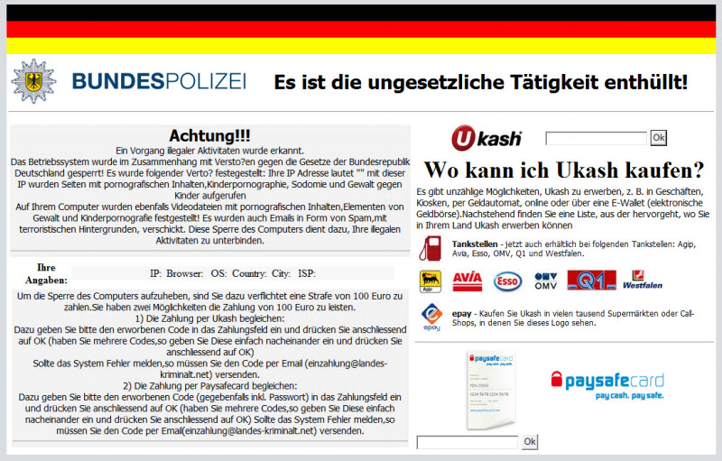 BUNDESPOLIZEI
Es ist die ungesetzliche Tätigkeit enthüllt!
Achtung!!!
Ein Vorgang illegaler Aktivitaten wurde erkannt.
Das Betriebssystem wurde im Zusammenhang mit Versto?en gegen die Gesetze der Bundesrepublik
Deutschland gesperrt! Es wurde folgender Verto? festegestellt: Ihre IP Adresse lautet "" mit dieser
IP wurden Seiten mit pornografischen Inhalten,Kinderpornographie, Sodomie und Gewalt gegen
Kinder aufgerufen
Auf Ihrem Computer wurden ebenfalls Videodateien mit pornografischen Inhalten,Elementen von
Gewalt und Kinderpornografie festgestellt! Es wurden auch Emails in Form von Spam,mit
terroristischen Hintergrunden, verschickt. Diese Sperre des Computers dient dazu, Ihre illegalen
Aktivitaten zu unterbinden.
Ihre
Angaben:
IP: Browser: OS: Country: City: ISP:
Um die Sperre des Computers aufzuheben, sind Sie dazu verflichtet eine Strafe von 100 Euro zu
zahlen.Sie haben zwei Möglichkeiten die Zahlung von 100 Euro zu leisten.
1) Die Zahlung per Ukash begleichen:
Dazu geben Sie bitte den erworbenen Code in das Zahlungsfeld ein und drücken Sie anschliessend
auf OK (haben Sie mehrere Codes,so geben Sie Diese einfach nacheinander ein und drücken Sie
anschliessend auf OK)
Sollte das System Fehler melden,so müssen Sie den Code per Email (einzahlung@landes-
kriminalt.net) versenden.
2) Die Zahlung per Paysafecard begleichen:
Dazu geben Sie bitte den erworbenen Code (gegebenfalls inkl. Passwort) in das Zahlungsfeld ein
und drücken Sie anschliessend auf OK (haben Sie mehrere Codes,so geben Sie Diese einfach
nacheinander ein und drücken Sie anschliessend auf OK) Sollte das System Fehler melden,so
müssen Sie den Code per Email(einzahlung@landes-kriminalt.net) versenden.
Ukash
Ok
Wo kann ich Ukash kaufen?
Es gibt unzählige Möglichkeiten, Ukash zu erwerben, z. B. in Geschäften,
Kiosken, per Geldautomat, online oder über eine E-Wallet (elektronische
Geldbörse).Nachstehend finden Sie eine Liste, aus der hervorgeht, wo Sie
in Ihrem Land Ukash erwerben können
Tankstellen - jetzt auch erhältlich bei folgenden Tankstellen: Agip,
Avia, Esso, OMV, Q1 und Westfalen.
Agip AVIA Esso OMV Q1 Westfalen
epay - Kaufen Sie Ukash in vielen tausend Supermärkten oder Call-
Shops, in denen Sie dieses Logo sehen.
epay
paysafecard
pay cash. pay safe.
Ok